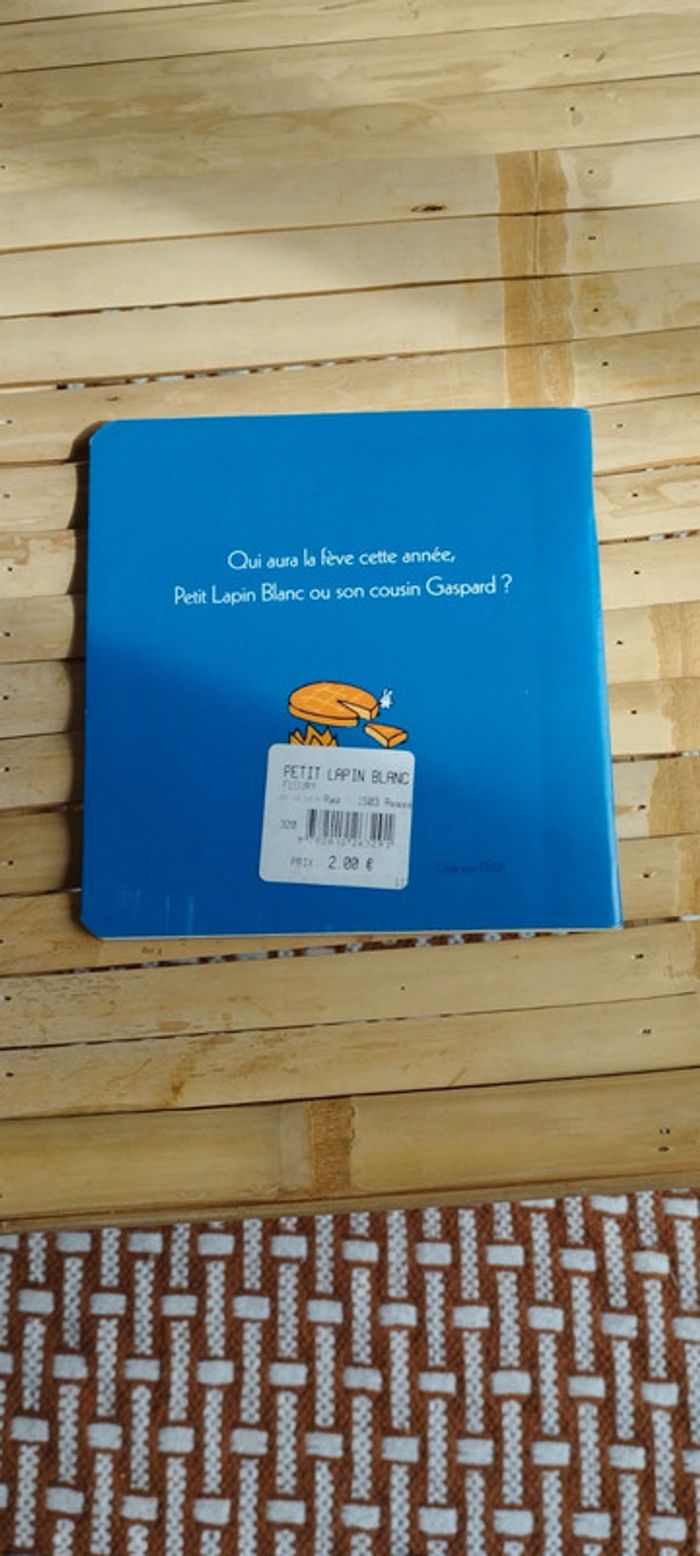 Qui aura la fève cette année,
Petit Lapin Blanc ou son cousin Gaspard ?
PETIT LAPIN BLANC
FLEURY
320
PRIX 2.00 €